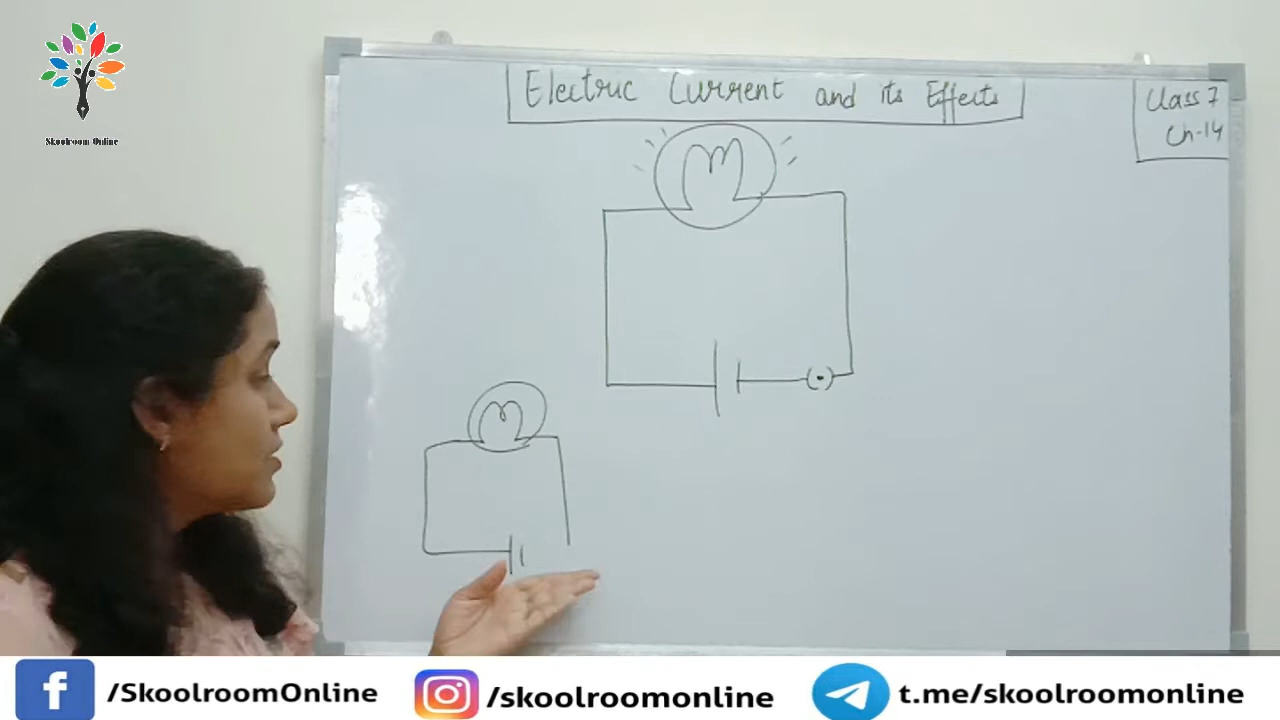 Skoolroom Online
Electric Current and its Effects
Class 7
Ch-14
/SkoolroomOnline
/skoolroomonline
t.me/skoolroomonline